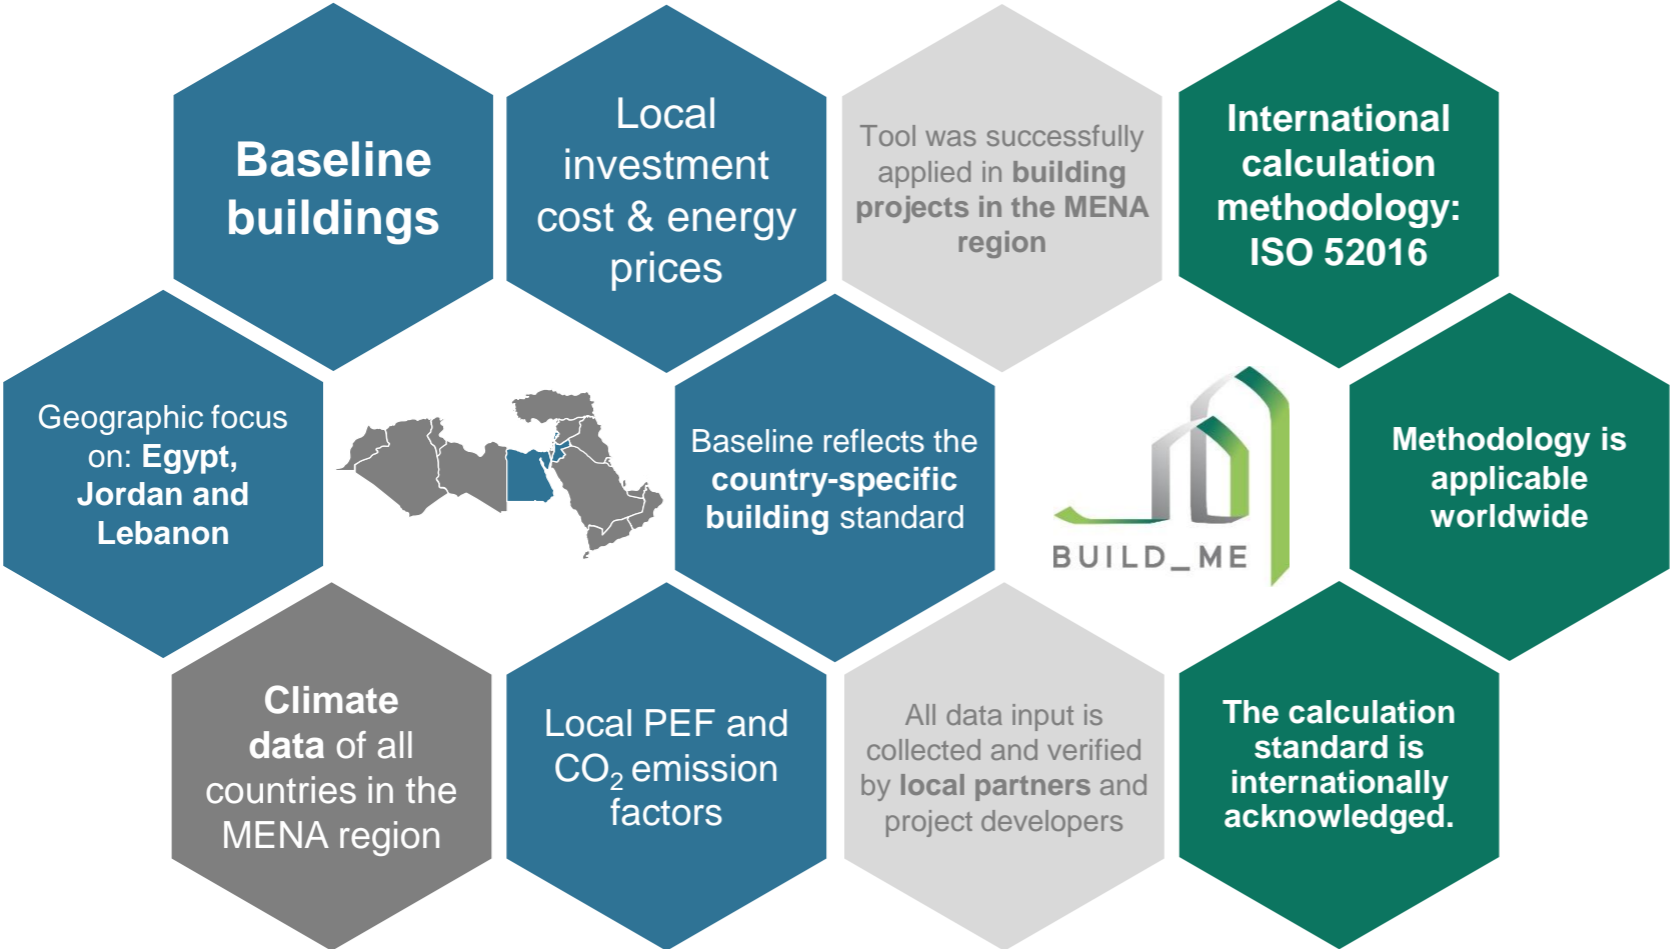 Baseline
buildings
Local
investment
cost & energy
prices
Tool was successfully
applied in building
projects in the MENA
region
International
calculation
methodology:
ISO 52016
Geographic focus
on: Egypt,
Jordan and
Lebanon
Baseline reflects the
country-specific
building standard
BUILD_ME
Methodology is
applicable
worldwide
Climate
data of all
countries in the
MENA region
Local PEF and
CO₂ emission
factors
All data input is
collected and verified
by local partners and
project developers
The calculation
standard is
internationally
acknowledged.